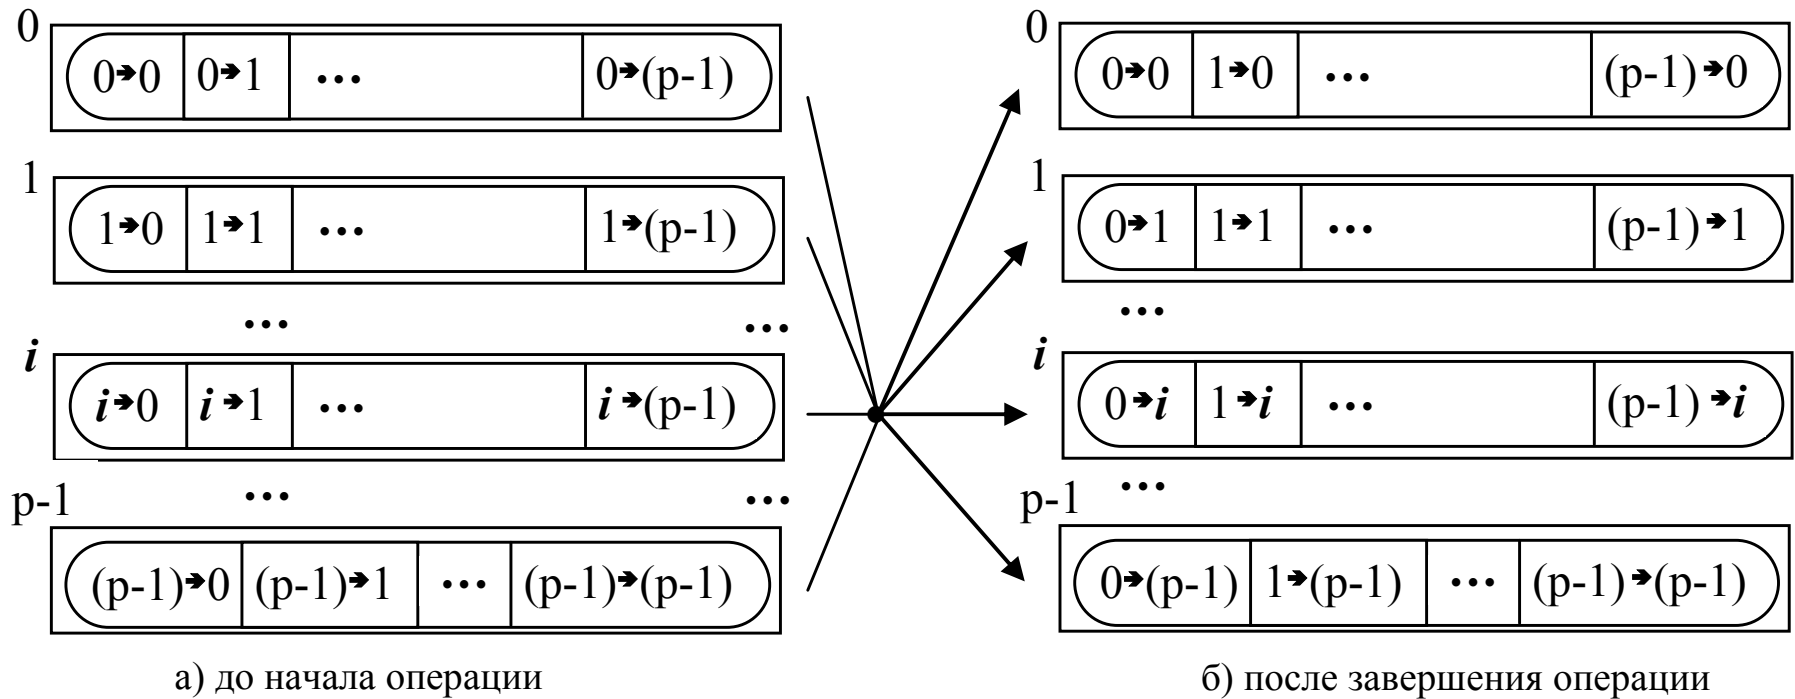 0
0➔0 0➔1 ... 0➔(p-1)
1
1➔0 1➔1 ... 1➔(p-1)
... ...
i
i➔0 i➔1 ... i➔(p-1)
... ...
p-1
(p-1)➔0 (p-1)➔1 ... (p-1)➔(p-1)
а) до начала операции
0
0➔0 1➔0 ... (p-1)➔0
1
0➔1 1➔1 ... (p-1)➔1
...
i
0➔i 1➔i ... (p-1)➔i
...
p-1
0➔(p-1) 1➔(p-1) ... (p-1)➔(p-1)
б) после завершения операции